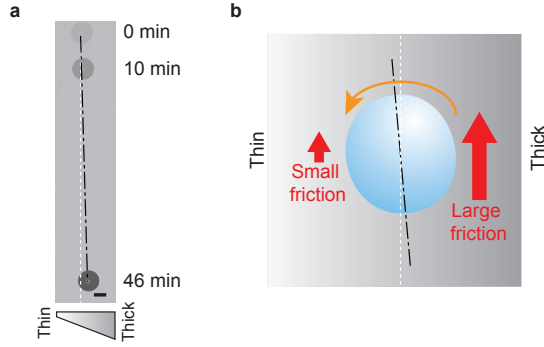 a
0 min
10 min
46 min
Thin
Thick
b
Thin
Small
friction
Large
friction
Thick